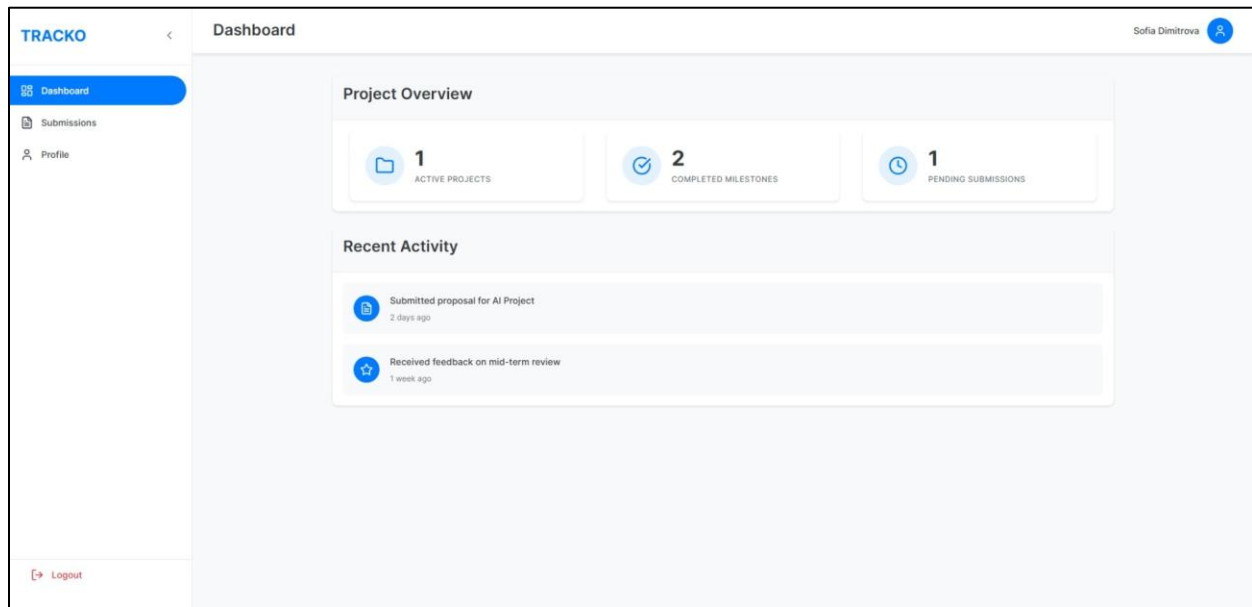 TRACKO
Dashboard
Sofia Dimitrova
Dashboard
Submissions
Profile
Project Overview
1
ACTIVE PROJECTS
2
COMPLETED MILESTONES
1
PENDING SUBMISSIONS
Recent Activity
Submitted proposal for AI Project
2 days ago
Received feedback on mid-term review
1 week ago
Logout